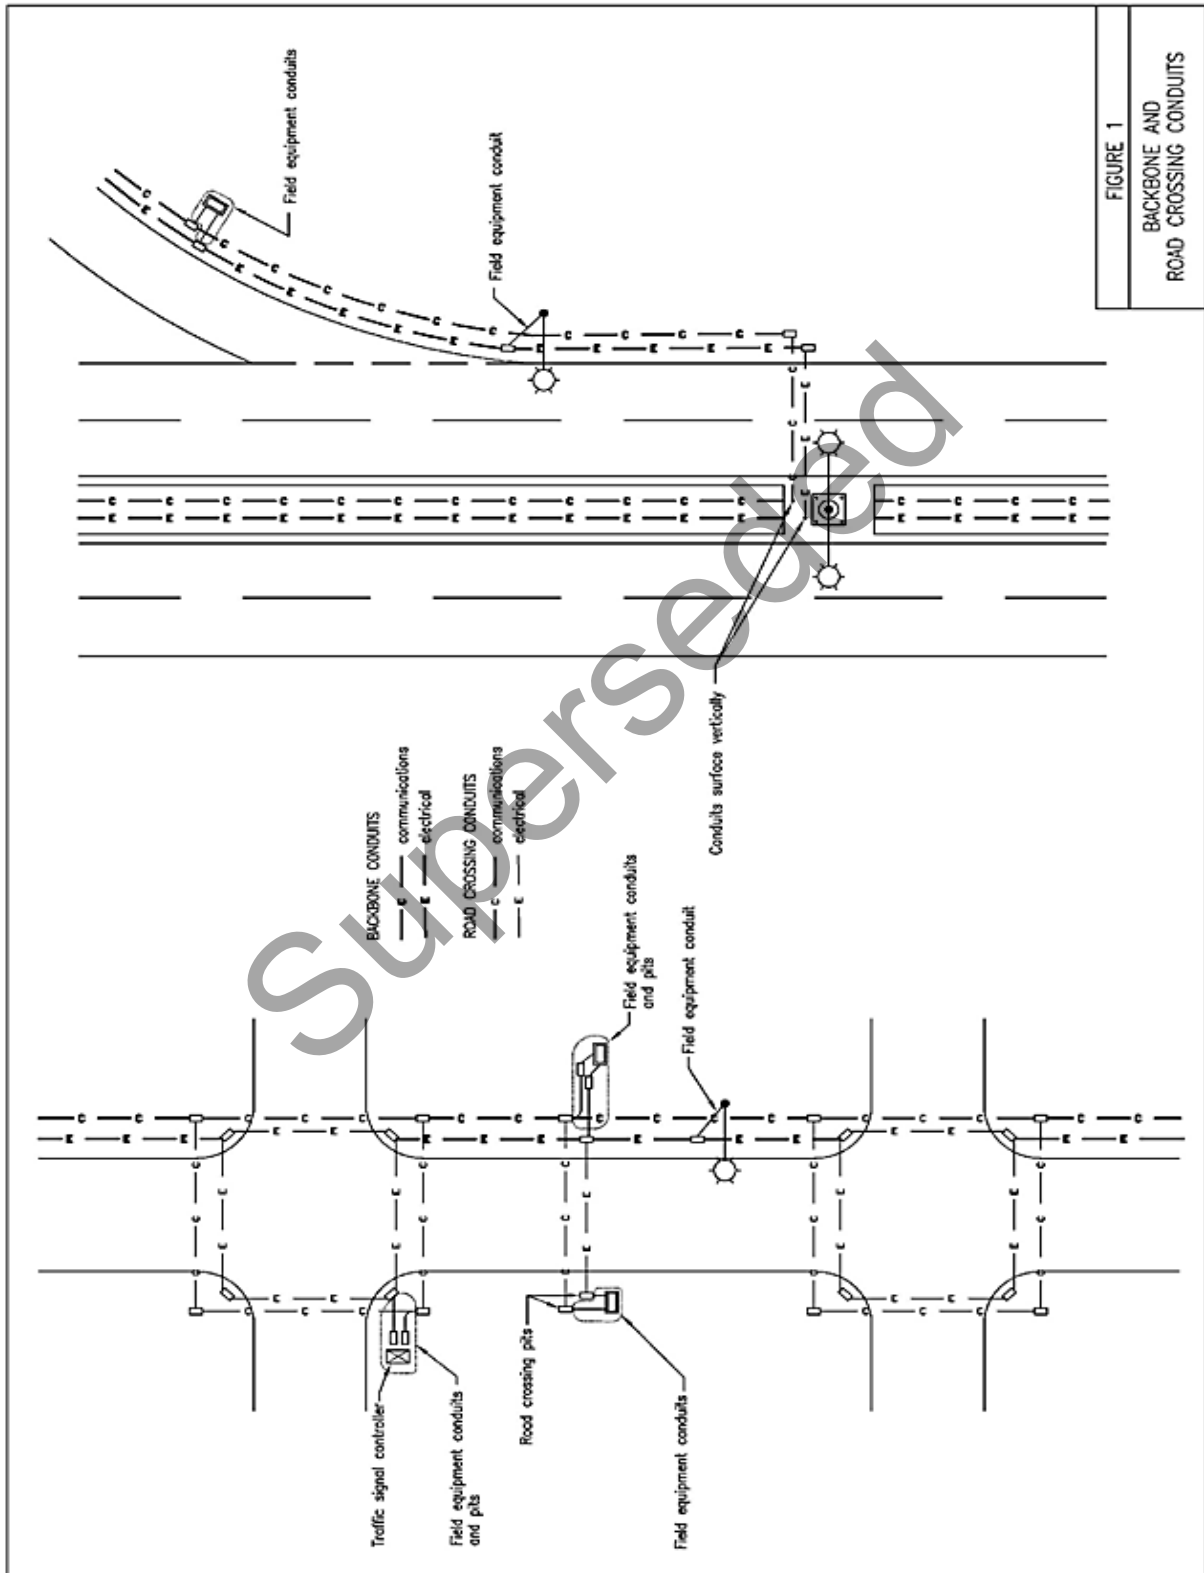 Field equipment conduits
Field equipment conduit
Conduits surface vertically
BACKBONE CONDUITS
C communications
E electrical
ROAD CROSSING CONDUITS
C communications
E electrical
Field equipment conduits
and pits
Field equipment conduit
Traffic signal controller
Field equipment conduits
and pits
Road crossing pits
Field equipment conduits
FIGURE 1
BACKBONE AND
ROAD CROSSING CONDUITS
Superseded